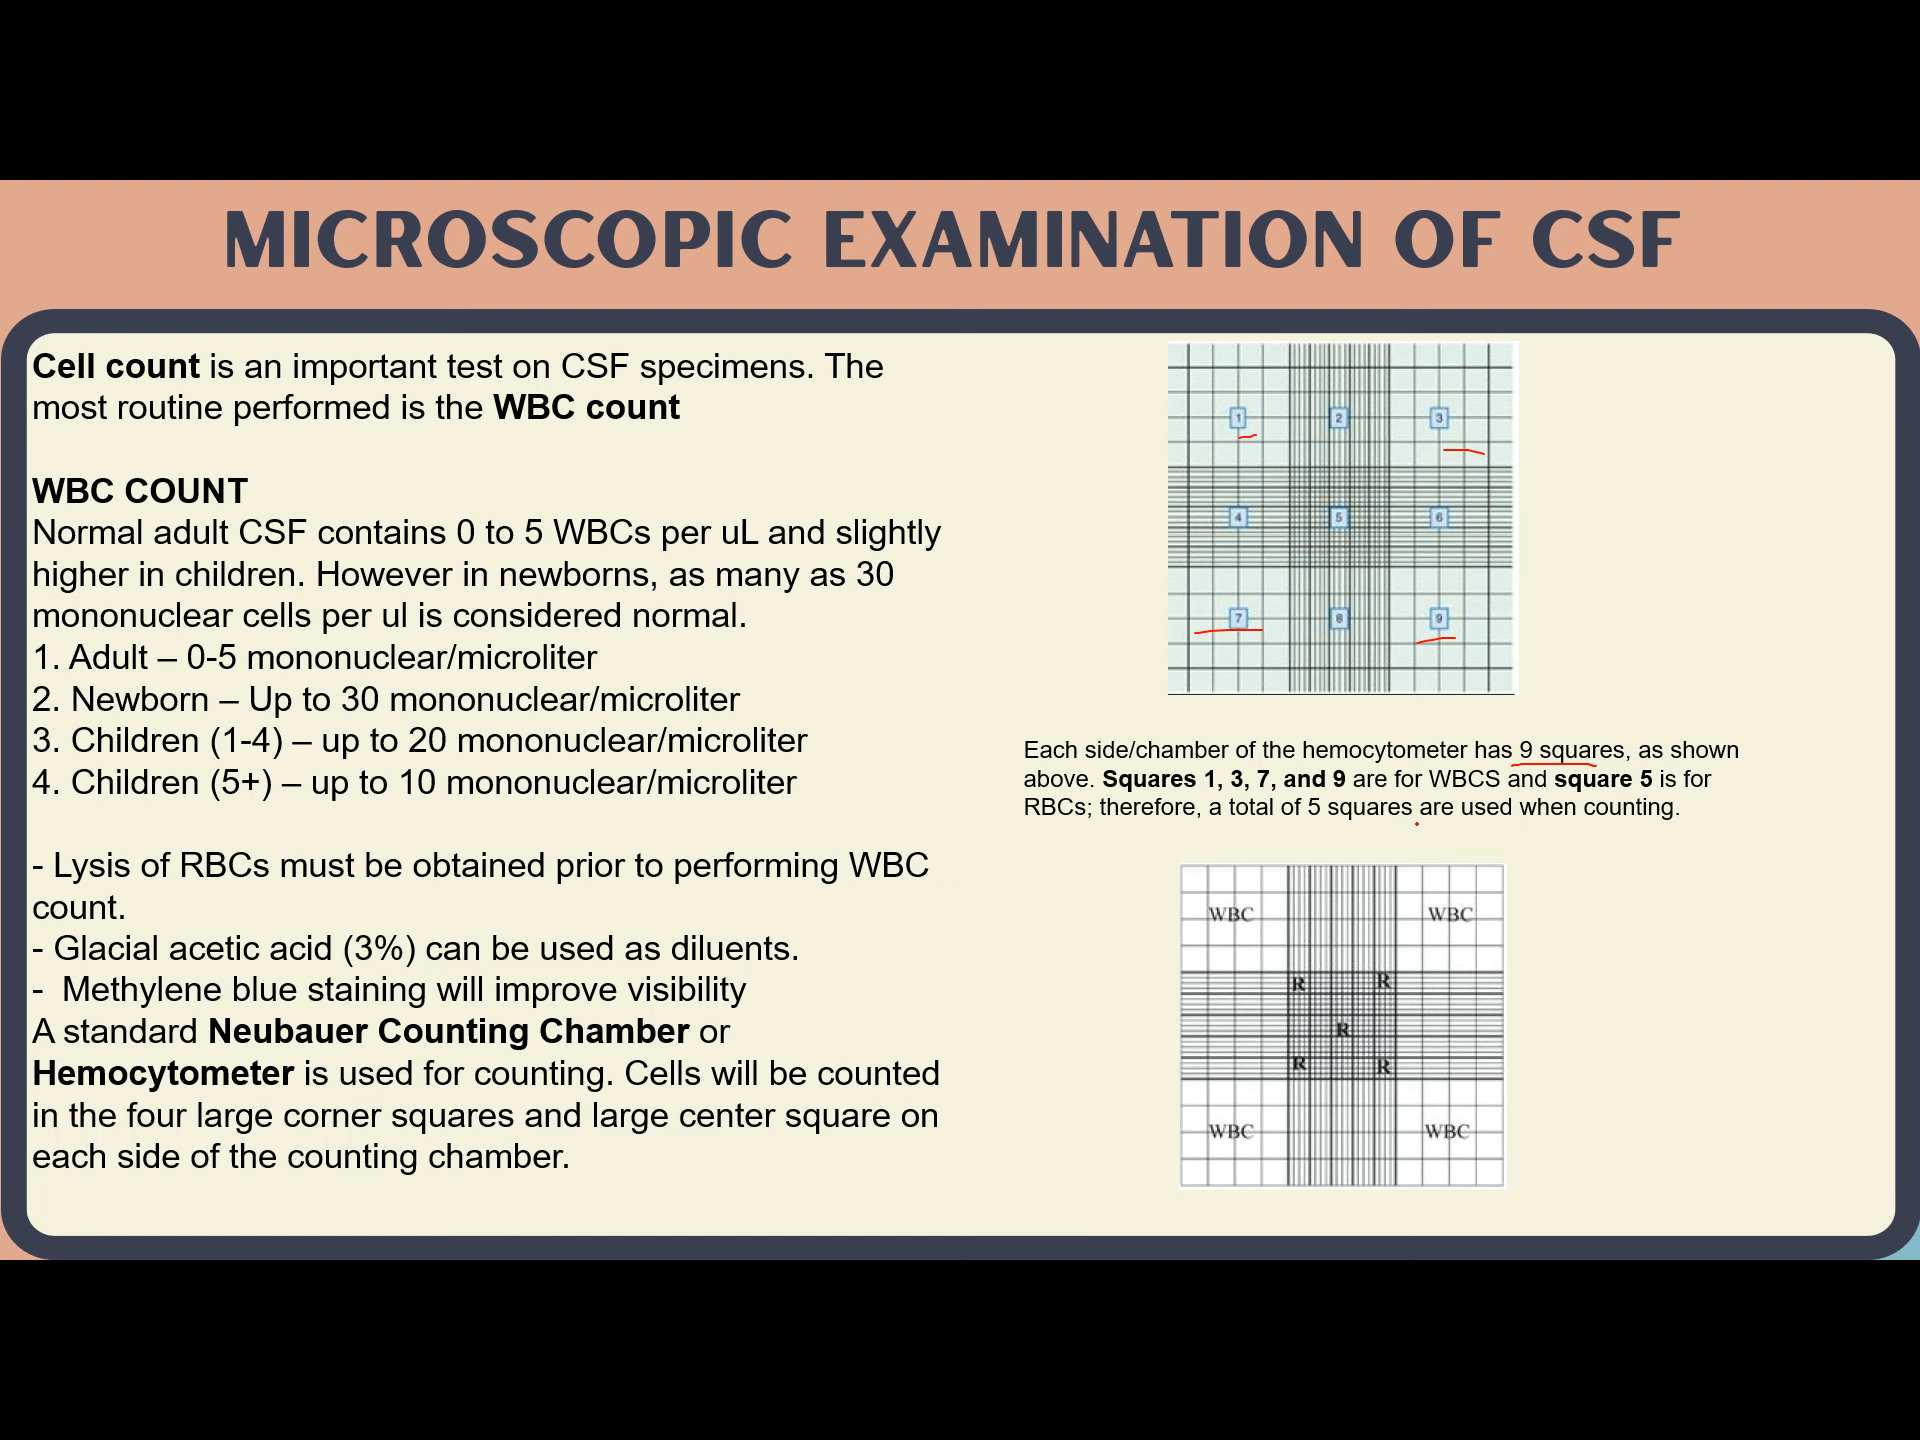 MICROSCOPIC EXAMINATION OF CSF
Cell count is an important test on CSF specimens. The
most routine performed is the WBC count
WBC COUNT
Normal adult CSF contains 0 to 5 WBCs per uL and slightly
higher in children. However in newborns, as many as 30
mononuclear cells per ul is considered normal.
1. Adult – 0-5 mononuclear/microliter
2. Newborn – Up to 30 mononuclear/microliter
3. Children (1-4) – up to 20 mononuclear/microliter
4. Children (5+) – up to 10 mononuclear/microliter
- Lysis of RBCs must be obtained prior to performing WBC
count.
- Glacial acetic acid (3%) can be used as diluents.
-  Methylene blue staining will improve visibility
A standard Neubauer Counting Chamber or
Hemocytometer is used for counting. Cells will be counted
in the four large corner squares and large center square on
each side of the counting chamber.
1 2 3
4 5 6
7 8 9
Each side/chamber of the hemocytometer has 9 squares, as shown
above. Squares 1, 3, 7, and 9 are for WBCS and square 5 is for
RBCs; therefore, a total of 5 squares are used when counting.
WBC WBC
R R
R
R R
WBC WBC